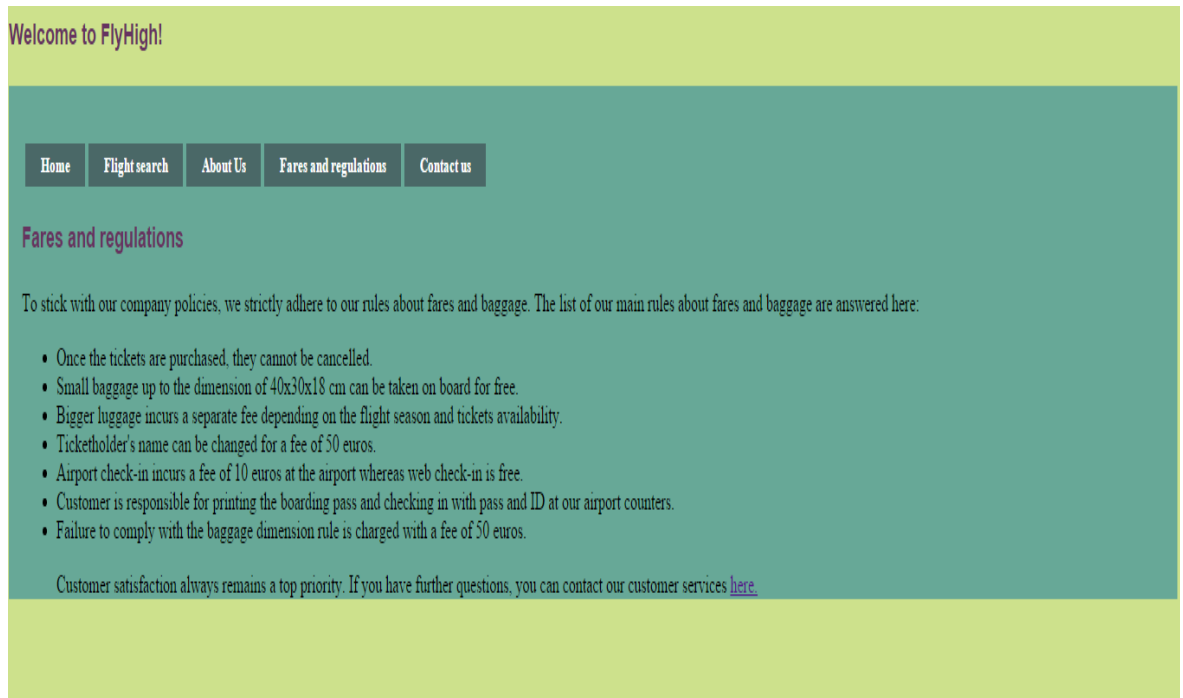 Welcome to FlyHigh!
Home Flight search About Us Fares and regulations Contact us
Fares and regulations
To stick with our company policies, we strictly adhere to our rules about fares and baggage. The list of our main rules about fares and baggage are answered here:
• Once the tickets are purchased, they cannot be cancelled.
• Small baggage up to the dimension of 40x30x18 cm can be taken on board for free.
• Bigger luggage incurs a separate fee depending on the flight season and tickets availability.
• Ticketholder's name can be changed for a fee of 50 euros.
• Airport check-in incurs a fee of 10 euros at the airport whereas web check-in is free.
• Customer is responsible for printing the boarding pass and checking in with pass and ID at our airport counters.
• Failure to comply with the baggage dimension rule is charged with a fee of 50 euros.
Customer satisfaction always remains a top priority. If you have further questions, you can contact our customer services here.